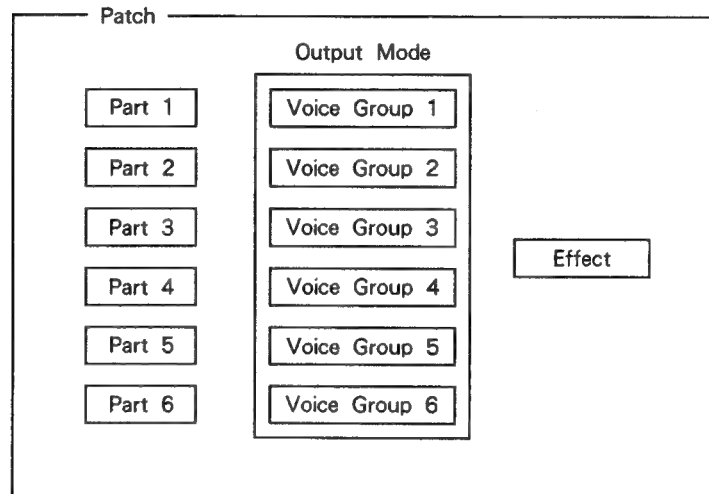 Patch
Output Mode
Part 1
Voice Group 1
Part 2
Voice Group 2
Part 3
Voice Group 3
Effect
Part 4
Voice Group 4
Part 5
Voice Group 5
Part 6
Voice Group 6